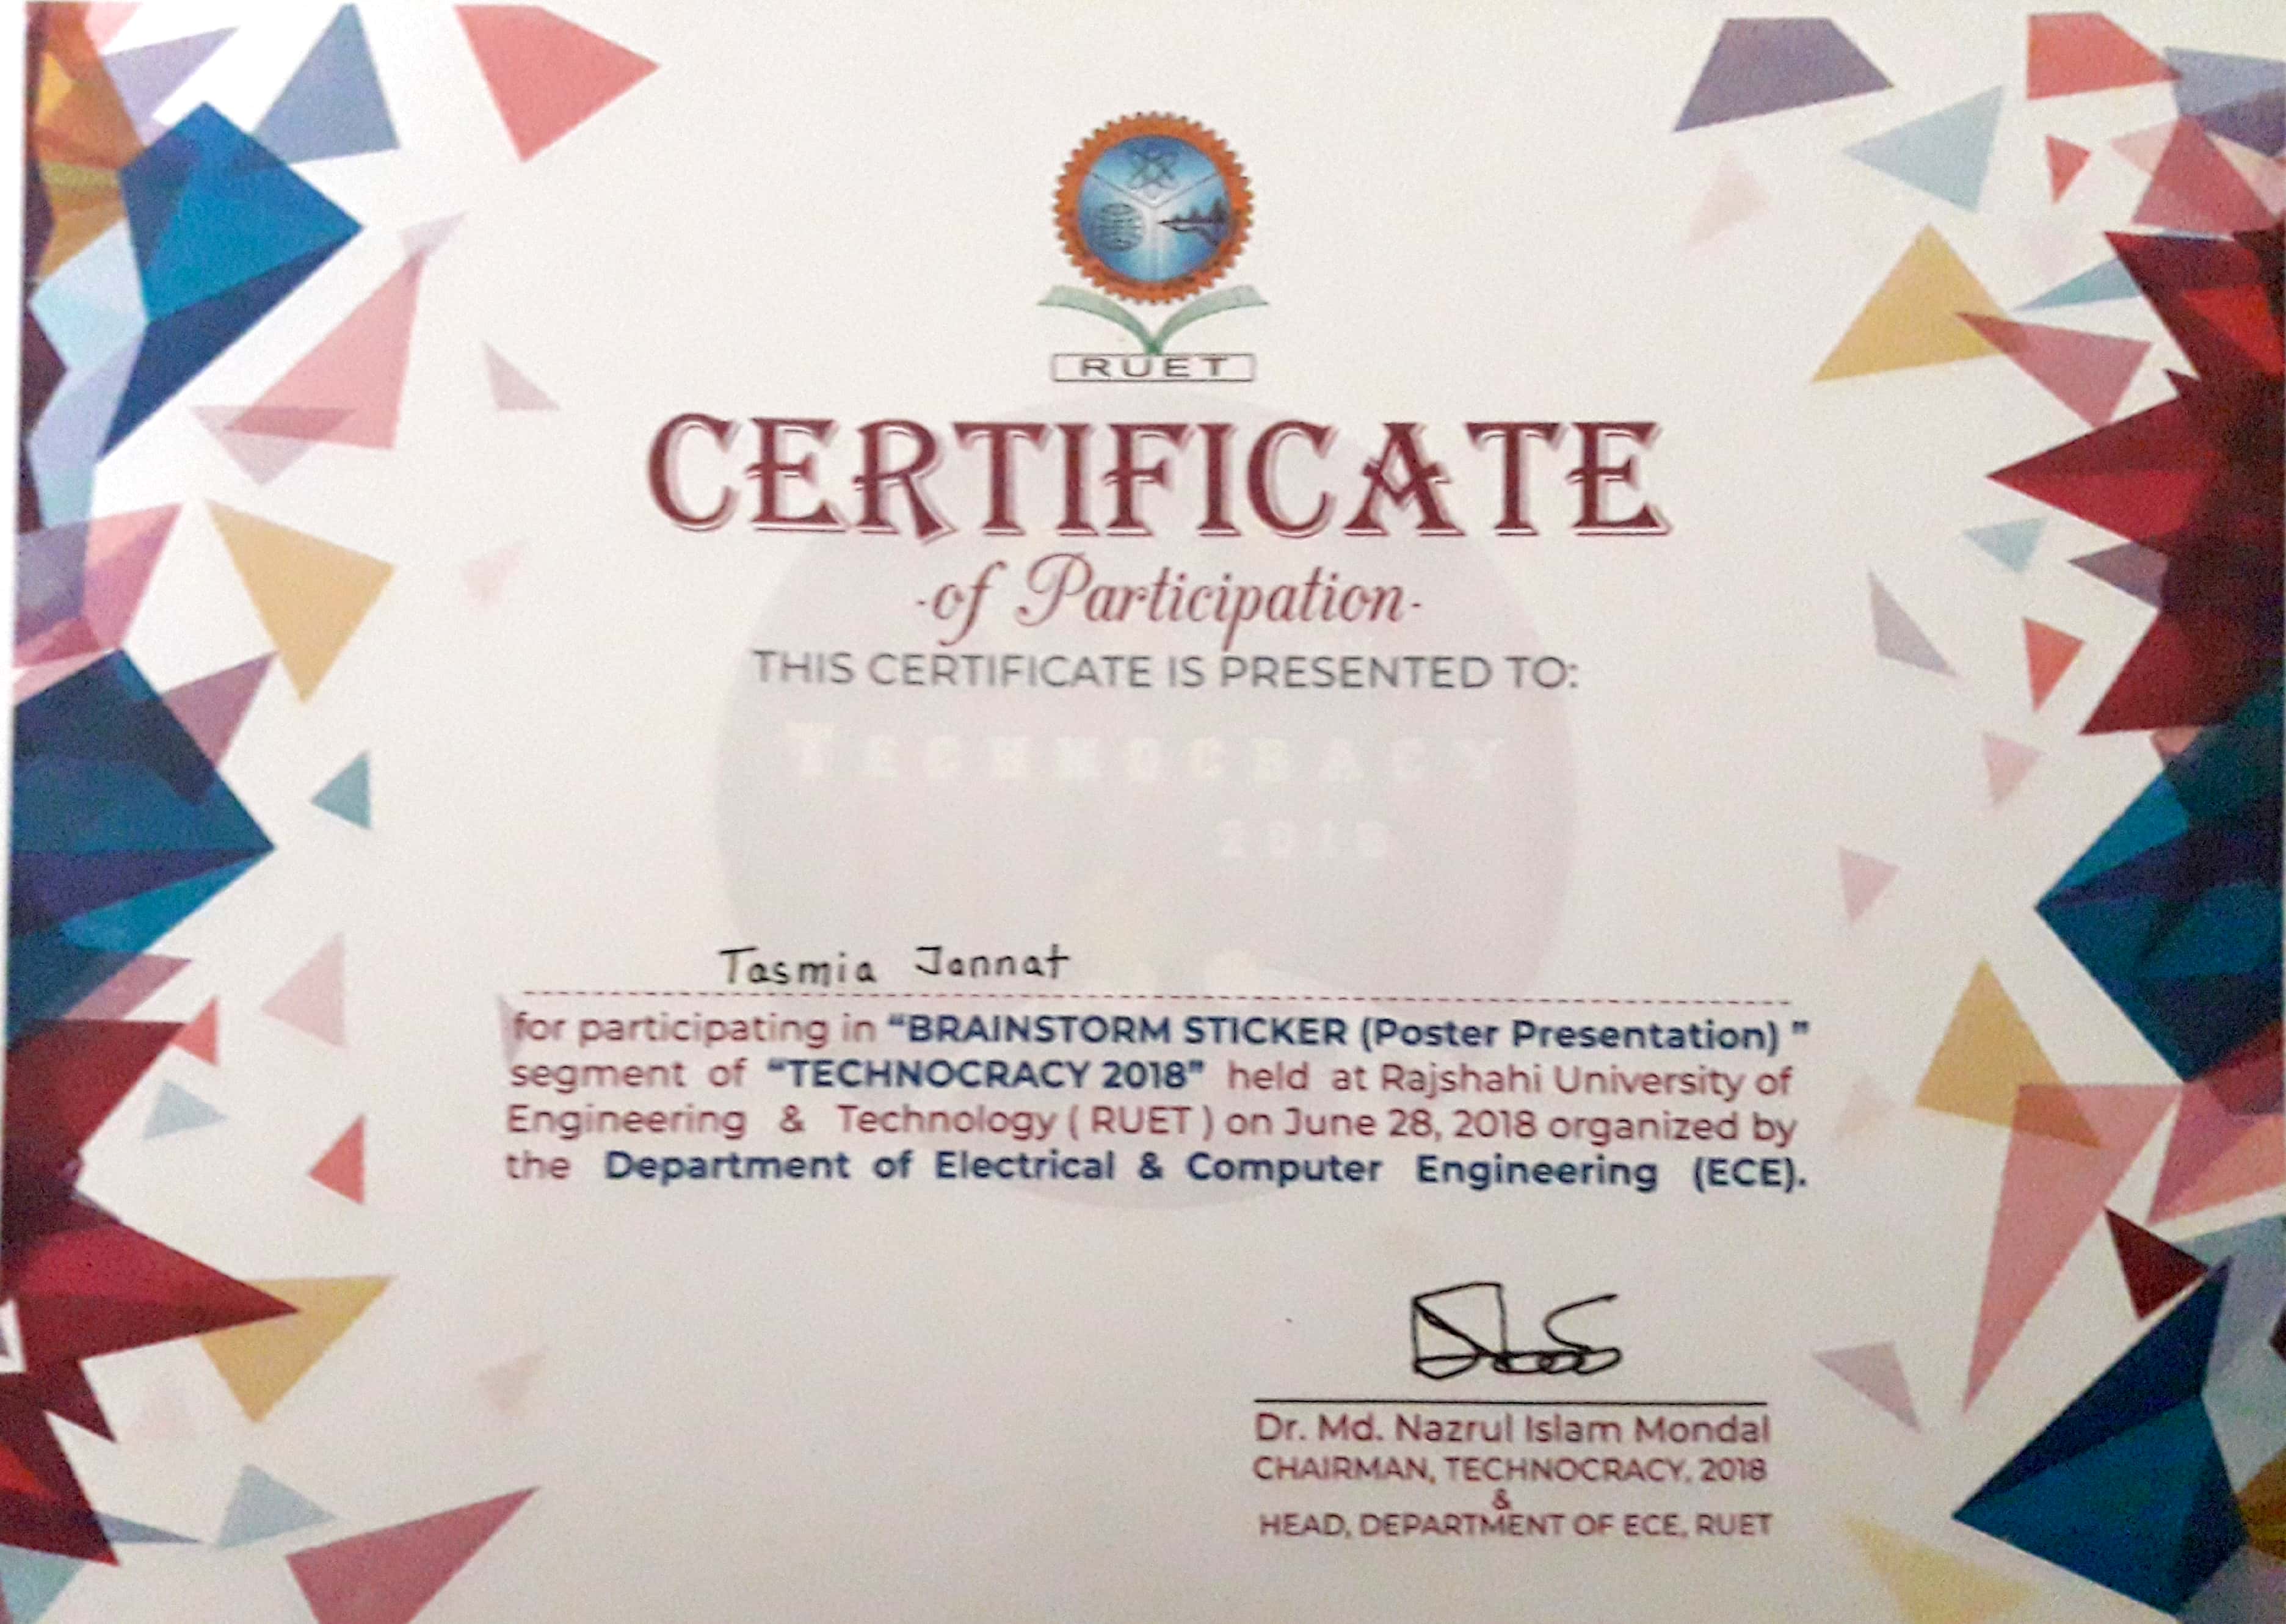 RUET
CERTIFICATE
-of Participation-
THIS CERTIFICATE IS PRESENTED TO:
TECHNOCRACY
2018
Tasmia Jannat
for participating in “BRAINSTORM STICKER (Poster Presentation) ”
segment of “TECHNOCRACY 2018” held at Rajshahi University of
Engineering & Technology ( RUET ) on June 28, 2018 organized by
the Department of Electrical & Computer Engineering (ECE).
Dr. Md. Nazrul Islam Mondal
CHAIRMAN, TECHNOCRACY, 2018
&
HEAD, DEPARTMENT OF ECE, RUET